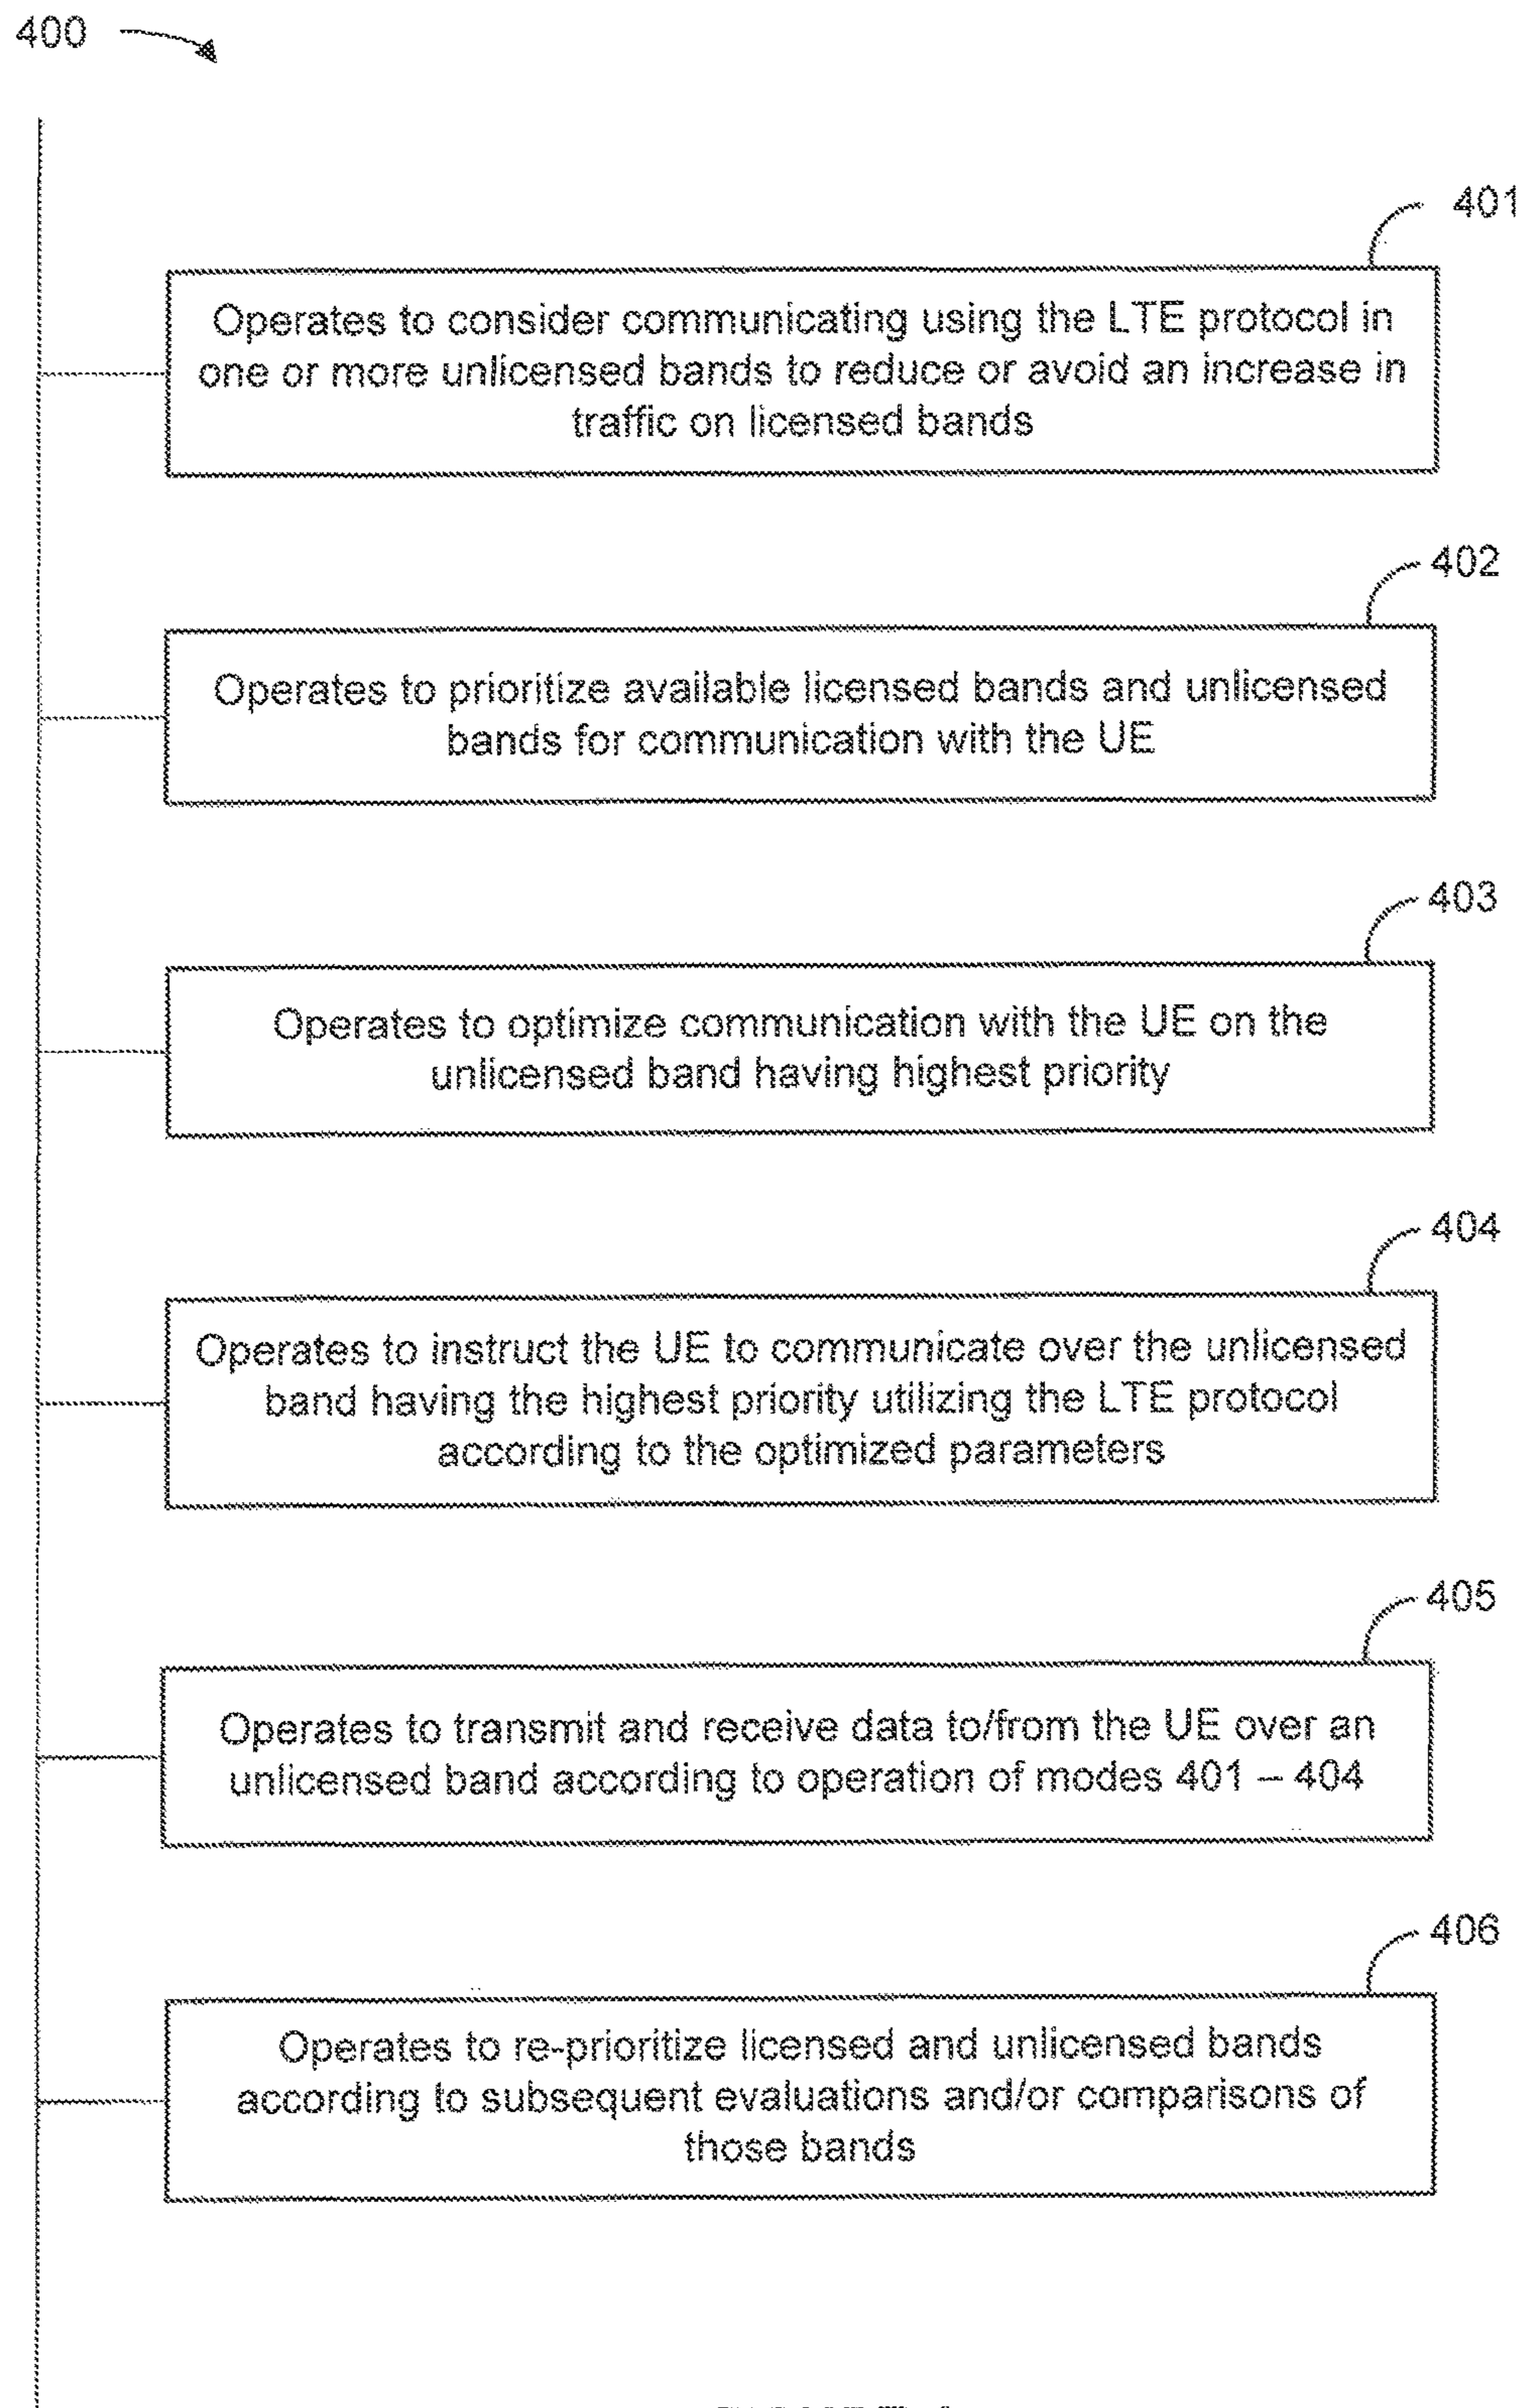 400
401
Operates to consider communicating using the LTE protocol in
one or more unlicensed bands to reduce or avoid an increase in
traffic on licensed bands
402
Operates to prioritize available licensed bands and unlicensed
bands for communication with the UE
403
Operates to optimize communication with the UE on the
unlicensed band having highest priority
404
Operates to instruct the UE to communicate over the unlicensed
band having the highest priority utilizing the LTE protocol
according to the optimized parameters
405
Operates to transmit and receive data to/from the UE over an
unlicensed band according to operation of modes 401 – 404
406
Operates to re-prioritize licensed and unlicensed bands
according to subsequent evaluations and/or comparisons of
those bands